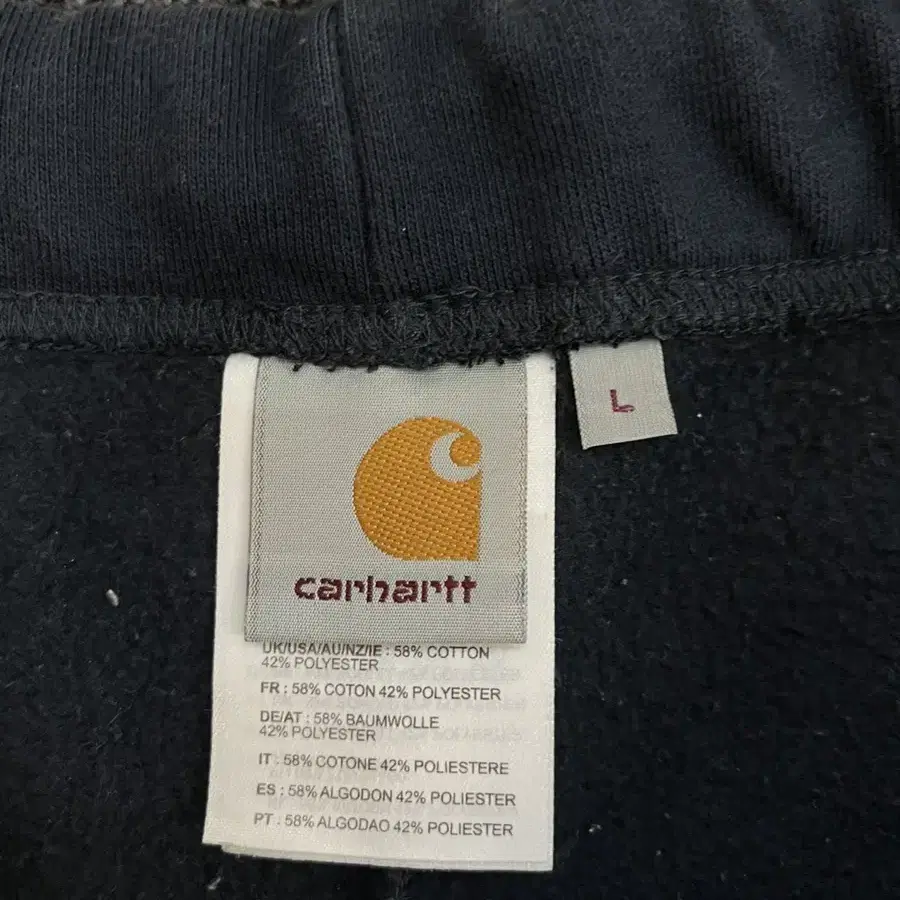 L
carhartt
UK/USA/AU/NZ/IE : 58% COTTON
42% POLYESTER
FR : 58% COTON 42% POLYESTER
DE/AT : 58% BAUMWOLLE
42% POLYESTER
IT : 58% COTONE 42% POLIESTERE
ES : 58% ALGODON 42% POLIESTER
PT : 58% ALGODAO 42% POLIESTER